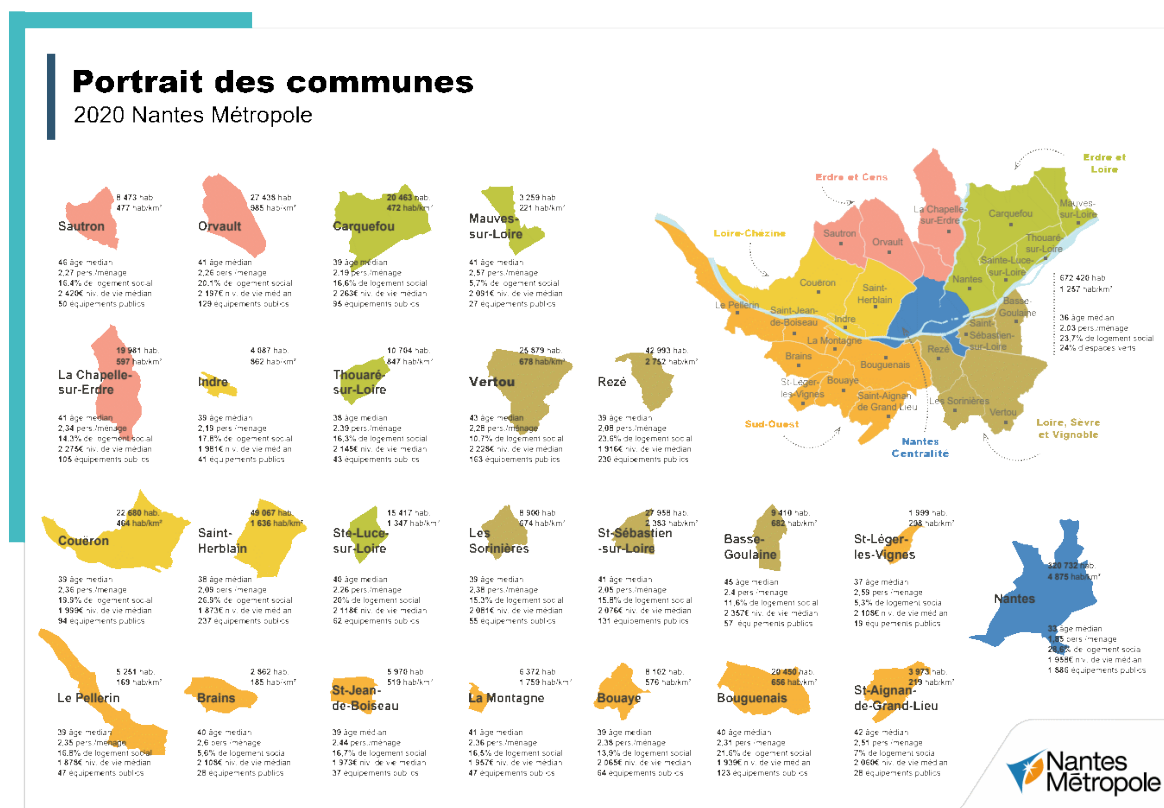 Portrait des communes
2020 Nantes Métropole
8 473 hab.
477 hab/km²
Sautron
46 âge médian
2,27 pers./ménage
16.4% de logement social
2 420€ niv. de vie médian
50 équipements publics
27 438 hab.
985 hab/km²
Orvault
41 âge médian
2,26 pers./ménage
20.1% de logement social
2 197€ niv. de vie médian
129 équipements publics
20 463 hab.
472 hab/km²
Carquefou
39 âge médian
2,19 pers./ménage
16,6% de logement social
2 263€ niv. de vie médian
95 équipements publics
3 259 hab.
221 hab/km²
Mauves-
sur-Loire
41 âge médian
2,57 pers./ménage
5,7% de logement social
2 091€ niv. de vie médian
27 équipements publics
19 981 hab.
597 hab/km²
La Chapelle-
sur-Erdre
41 âge médian
2,34 pers./ménage
14.3% de logement social
2 275€ niv. de vie médian
105 équipements publics
4 087 hab.
862 hab/km²
Indre
39 âge médian
2,19 pers./ménage
17.8% de logement social
1 981€ niv. de vie médian
41 équipements publics
10 704 hab.
847 hab/km²
Thouaré-
sur-Loire
38 âge médian
2.39 pers./ménage
16,3% de logement social
2 145€ niv. de vie médian
43 équipements publics
25 579 hab.
678 hab/km²
Vertou
43 âge médian
2,28 pers./ménage
10.7% de logement social
2 228€ niv. de vie médian
163 équipements publics
42 993 hab.
2 752 hab/km²
Rezé
39 âge médian
2,08 pers./ménage
23.6% de logement social
1 916€ niv. de vie médian
230 équipements publics
22 680 hab.
464 hab/km²
Couëron
39 âge médian
2,36 pers./ménage
19,9% de logement social
1 999€ niv. de vie médian
94 équipements publics
49 067 hab.
1 636 hab/km²
Saint-
Herblain
38 âge médian
2,09 pers./ménage
26.9% de logement social
1 873€ niv. de vie médian
237 équipements publics
15 417 hab.
1 347 hab/km²
Ste-Luce-
sur-Loire
40 âge médian
2,26 pers./ménage
20% de logement social
2 118€ niv. de vie médian
62 équipements publics
8 900 hab
674 hab/km²
Les
Sorinières
39 âge médian
2,38 pers./ménage
15.3% de logement social
2 081€ niv. de vie médian
55 équipements publics
27 958 hab.
2 383 hab/km²
St-Sébastien
-sur-Loire
41 âge médian
2,05 pers./ménage
15.8% de logement social
2 076€ niv. de vie médian
131 équipements publics
9 410 hab.
682 hab/km²
Basse-
Goulaine
45 âge médian
2.4 pers./ménage
11,6% de logement social
2 357€ niv. de vie médian
57 équipements publics
1 999 hab.
298 hab/km²
St-Léger-
les-Vignes
37 âge médian
2,59 pers./ménage
5,3% de logement social
2 108€ niv. de vie médian
19 équipements publics
320 732 hab.
4 875 hab/km²
Nantes
33 âge médian
1,85 pers./ménage
26,6% de logement social
1 958€ niv. de vie médian
1 586 équipements publics
5 251 hab.
169 hab/km²
Le Pellerin
39 âge médian
2,35 pers./ménage
16.8% de logement social
1 878€ niv. de vie médian
47 équipements publics
2 862 hab
185 hab/km²
Brains
40 âge médian
2,6 pers./ménage
5,6% de logement social
2 108€ niv. de vie médian
28 équipements publics
5 970 hab
519 hab/km²
St-Jean-
de-Boiseau
39 âge médian
2,44 pers./ménage
16,7% de logement social
1 973€ niv. de vie médian
37 équipements publics
6 372 hab
1 759 hab/km²
La Montagne
41 âge médian
2,36 pers./ménage
16,5% de logement social
1 957€ niv. de vie médian
47 équipements publics
8 102 hab.
576 hab/km²
Bouaye
39 âge médian
2,38 pers./ménage
13,9% de logement social
2 065€ niv. de vie médian
64 équipements publics
20 450 hab.
656 hab/km²
Bouguenais
40 âge médian
2,31 pers./ménage
21.6% de logement social
1 939€ niv. de vie médian
123 équipements publics
3 973 hab.
219 hab/km²
St-Aignan-
de-Grand-Lieu
42 âge médian
2,51 pers./ménage
7% de logement social
2 060€ niv. de vie médian
28 équipements publics
Erdre et
Loire
Erdre et Cens
Loire-Chézine
La Chapelle-
sur-Erdre
Carquefou
Mauves-
sur-Loire
Sautron
Orvault
Thouaré-
sur-Loire
Sainte-Luce-
sur-Loire
Couëron
Saint-
Herblain
Nantes
Le Pellerin
Saint-Jean-
de-Boiseau
Indre
Basse-
Goulaine
La Montagne
Saint-
Sébastien
-sur-Loire
Rezé
Brains
Bouguenais
St-Léger-
les-Vignes
Bouaye
Saint-Aignan
de Grand Lieu
Les Sorinières
Vertou
Sud-Ouest
Nantes
Centralité
Loire, Sèvre
et Vignoble
672 420 hab
1 257 hab/km²
36 âge médian
2.03 pers./ménage
23,7% de logement social
24% d'espaces verts
Nantes
Métropole